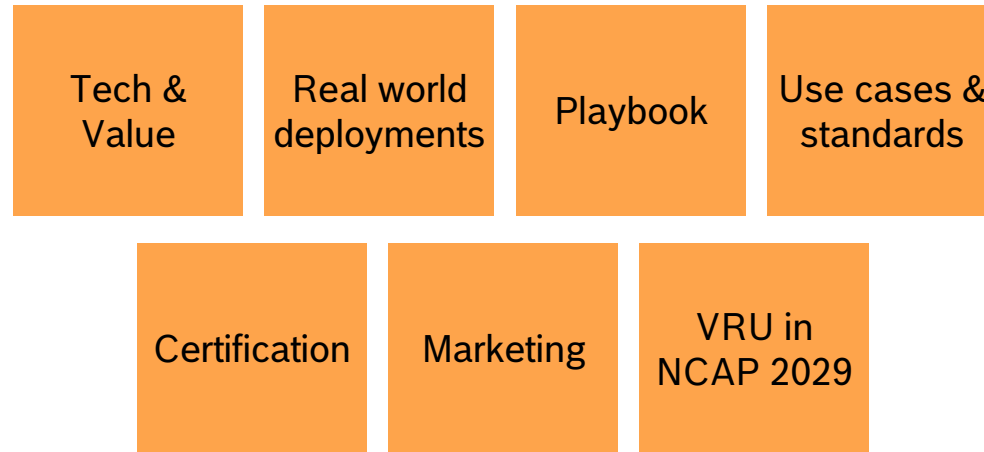 Tech &
Value
Real world
deployments
Playbook
Use cases &
standards
Certification
Marketing
VRU in
NCAP 2029